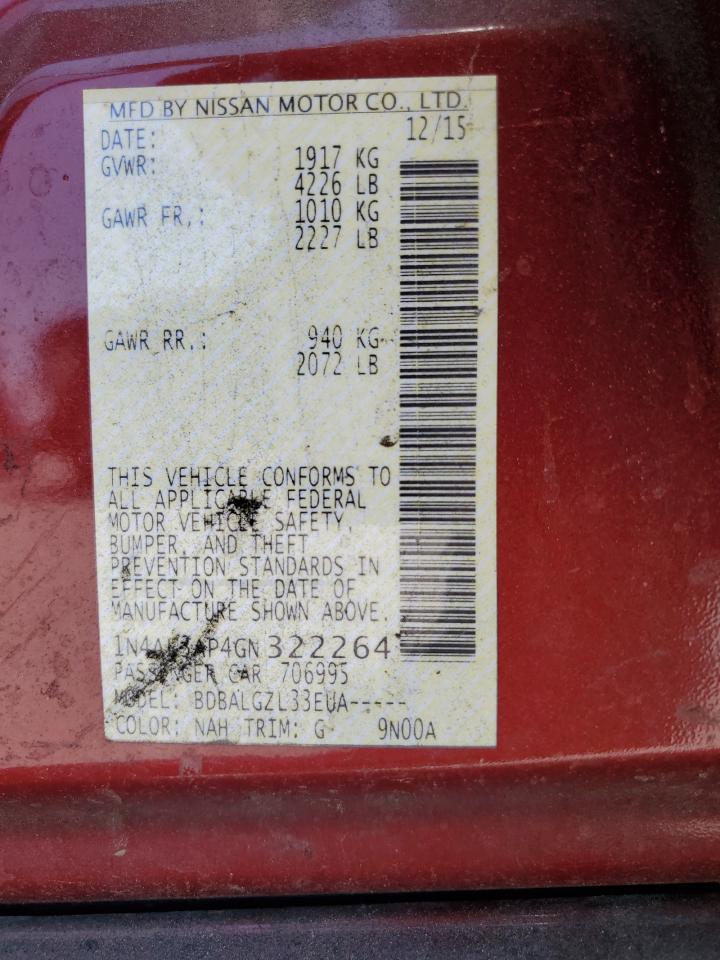 MFD BY NISSAN MOTOR CO., LTD.
DATE: 12/15
GVWR: 1917 KG
4226 LB
GAWR FR.: 1010 KG
2227 LB
GAWR RR.: 940 KG
2072 LB
THIS VEHICLE CONFORMS TO
ALL APPLICABLE FEDERAL
MOTOR VEHICLE SAFETY,
BUMPER, AND THEFT
PREVENTION STANDARDS IN
EFFECT ON THE DATE OF
MANUFACTURE SHOWN ABOVE.
322264
PASSENGER CAR 706995
MODEL: BDBALGZL33EUA-----
COLOR: NAH TRIM: G 9N00A